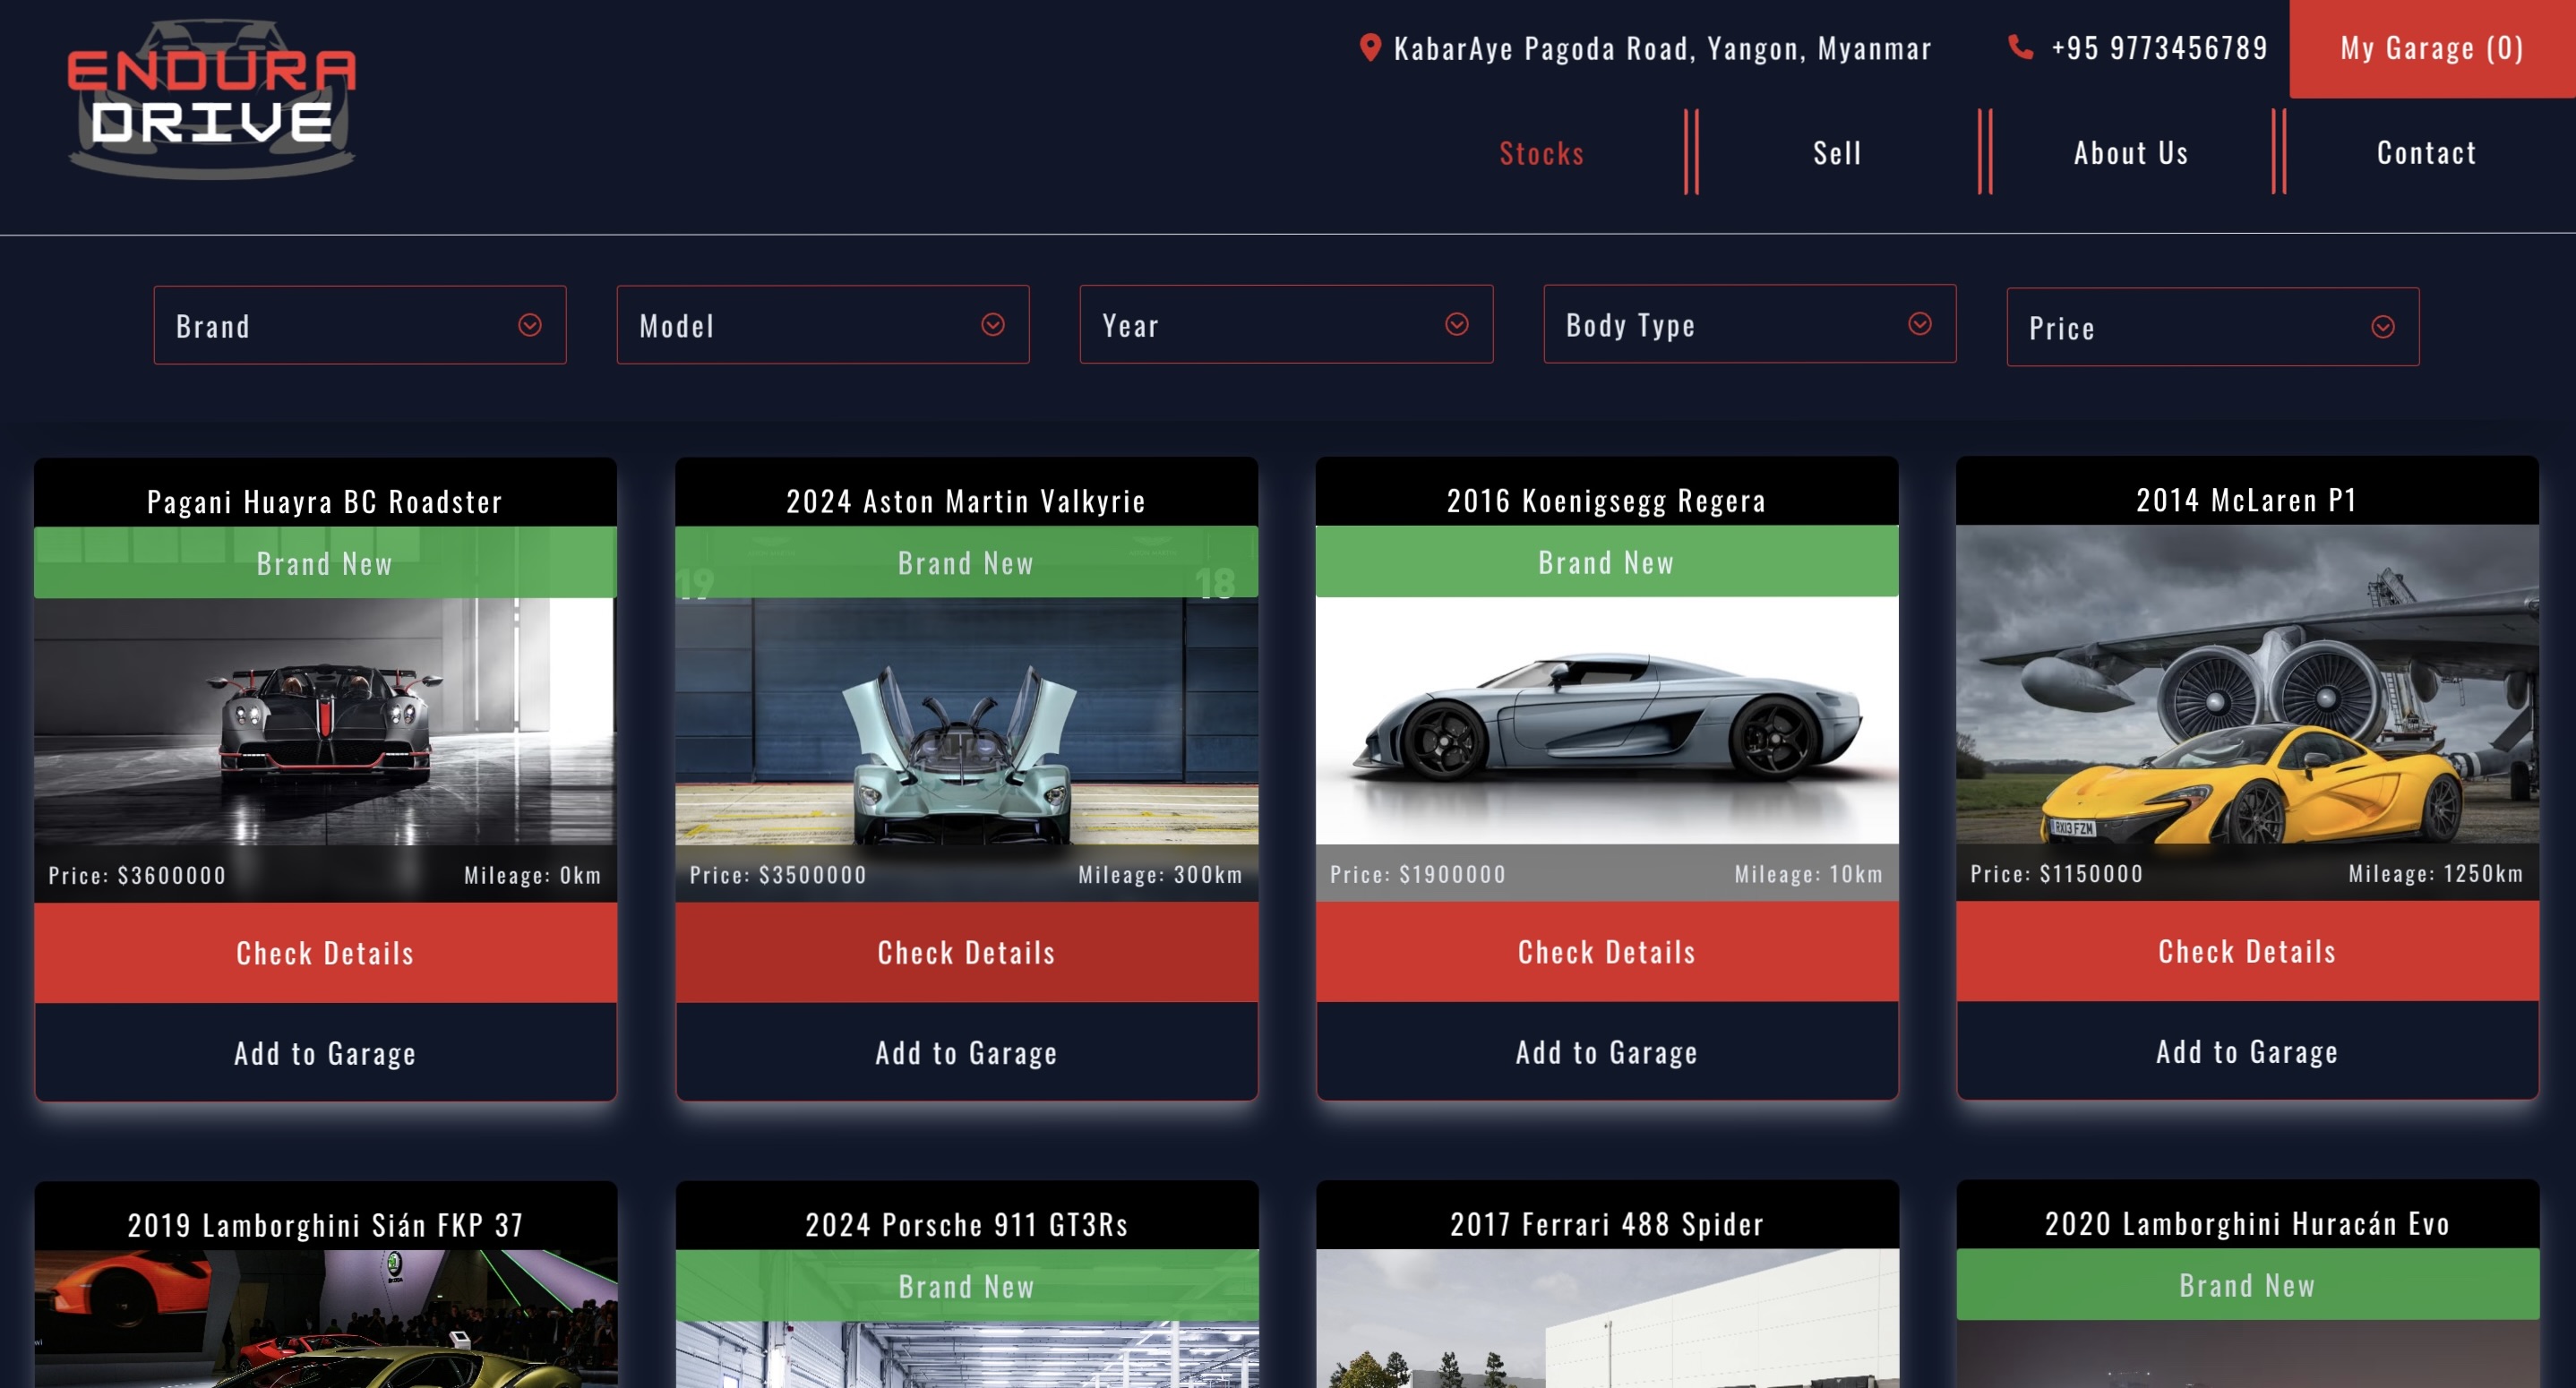 ENDURA
DRIVE
KabarAye Pagoda Road, Yangon, Myanmar
+95 9773456789
My Garage (0)
Stocks
Sell
About Us
Contact
Brand
Model
Year
Body Type
Price
Pagani Huayra BC Roadster
Brand New
Price: $3600000
Mileage: 0km
Check Details
Add to Garage
2024 Aston Martin Valkyrie
Brand New
19
18
Price: $3500000
Mileage: 300km
Check Details
Add to Garage
2016 Koenigsegg Regera
Brand New
Price: $1900000
Mileage: 10km
Check Details
Add to Garage
2014 McLaren P1
RX13 FZM
Price: $1150000
Mileage: 1250km
Check Details
Add to Garage
2019 Lamborghini Sián FKP 37
2024 Porsche 911 GT3Rs
Brand New
2017 Ferrari 488 Spider
2020 Lamborghini Huracán Evo
Brand New